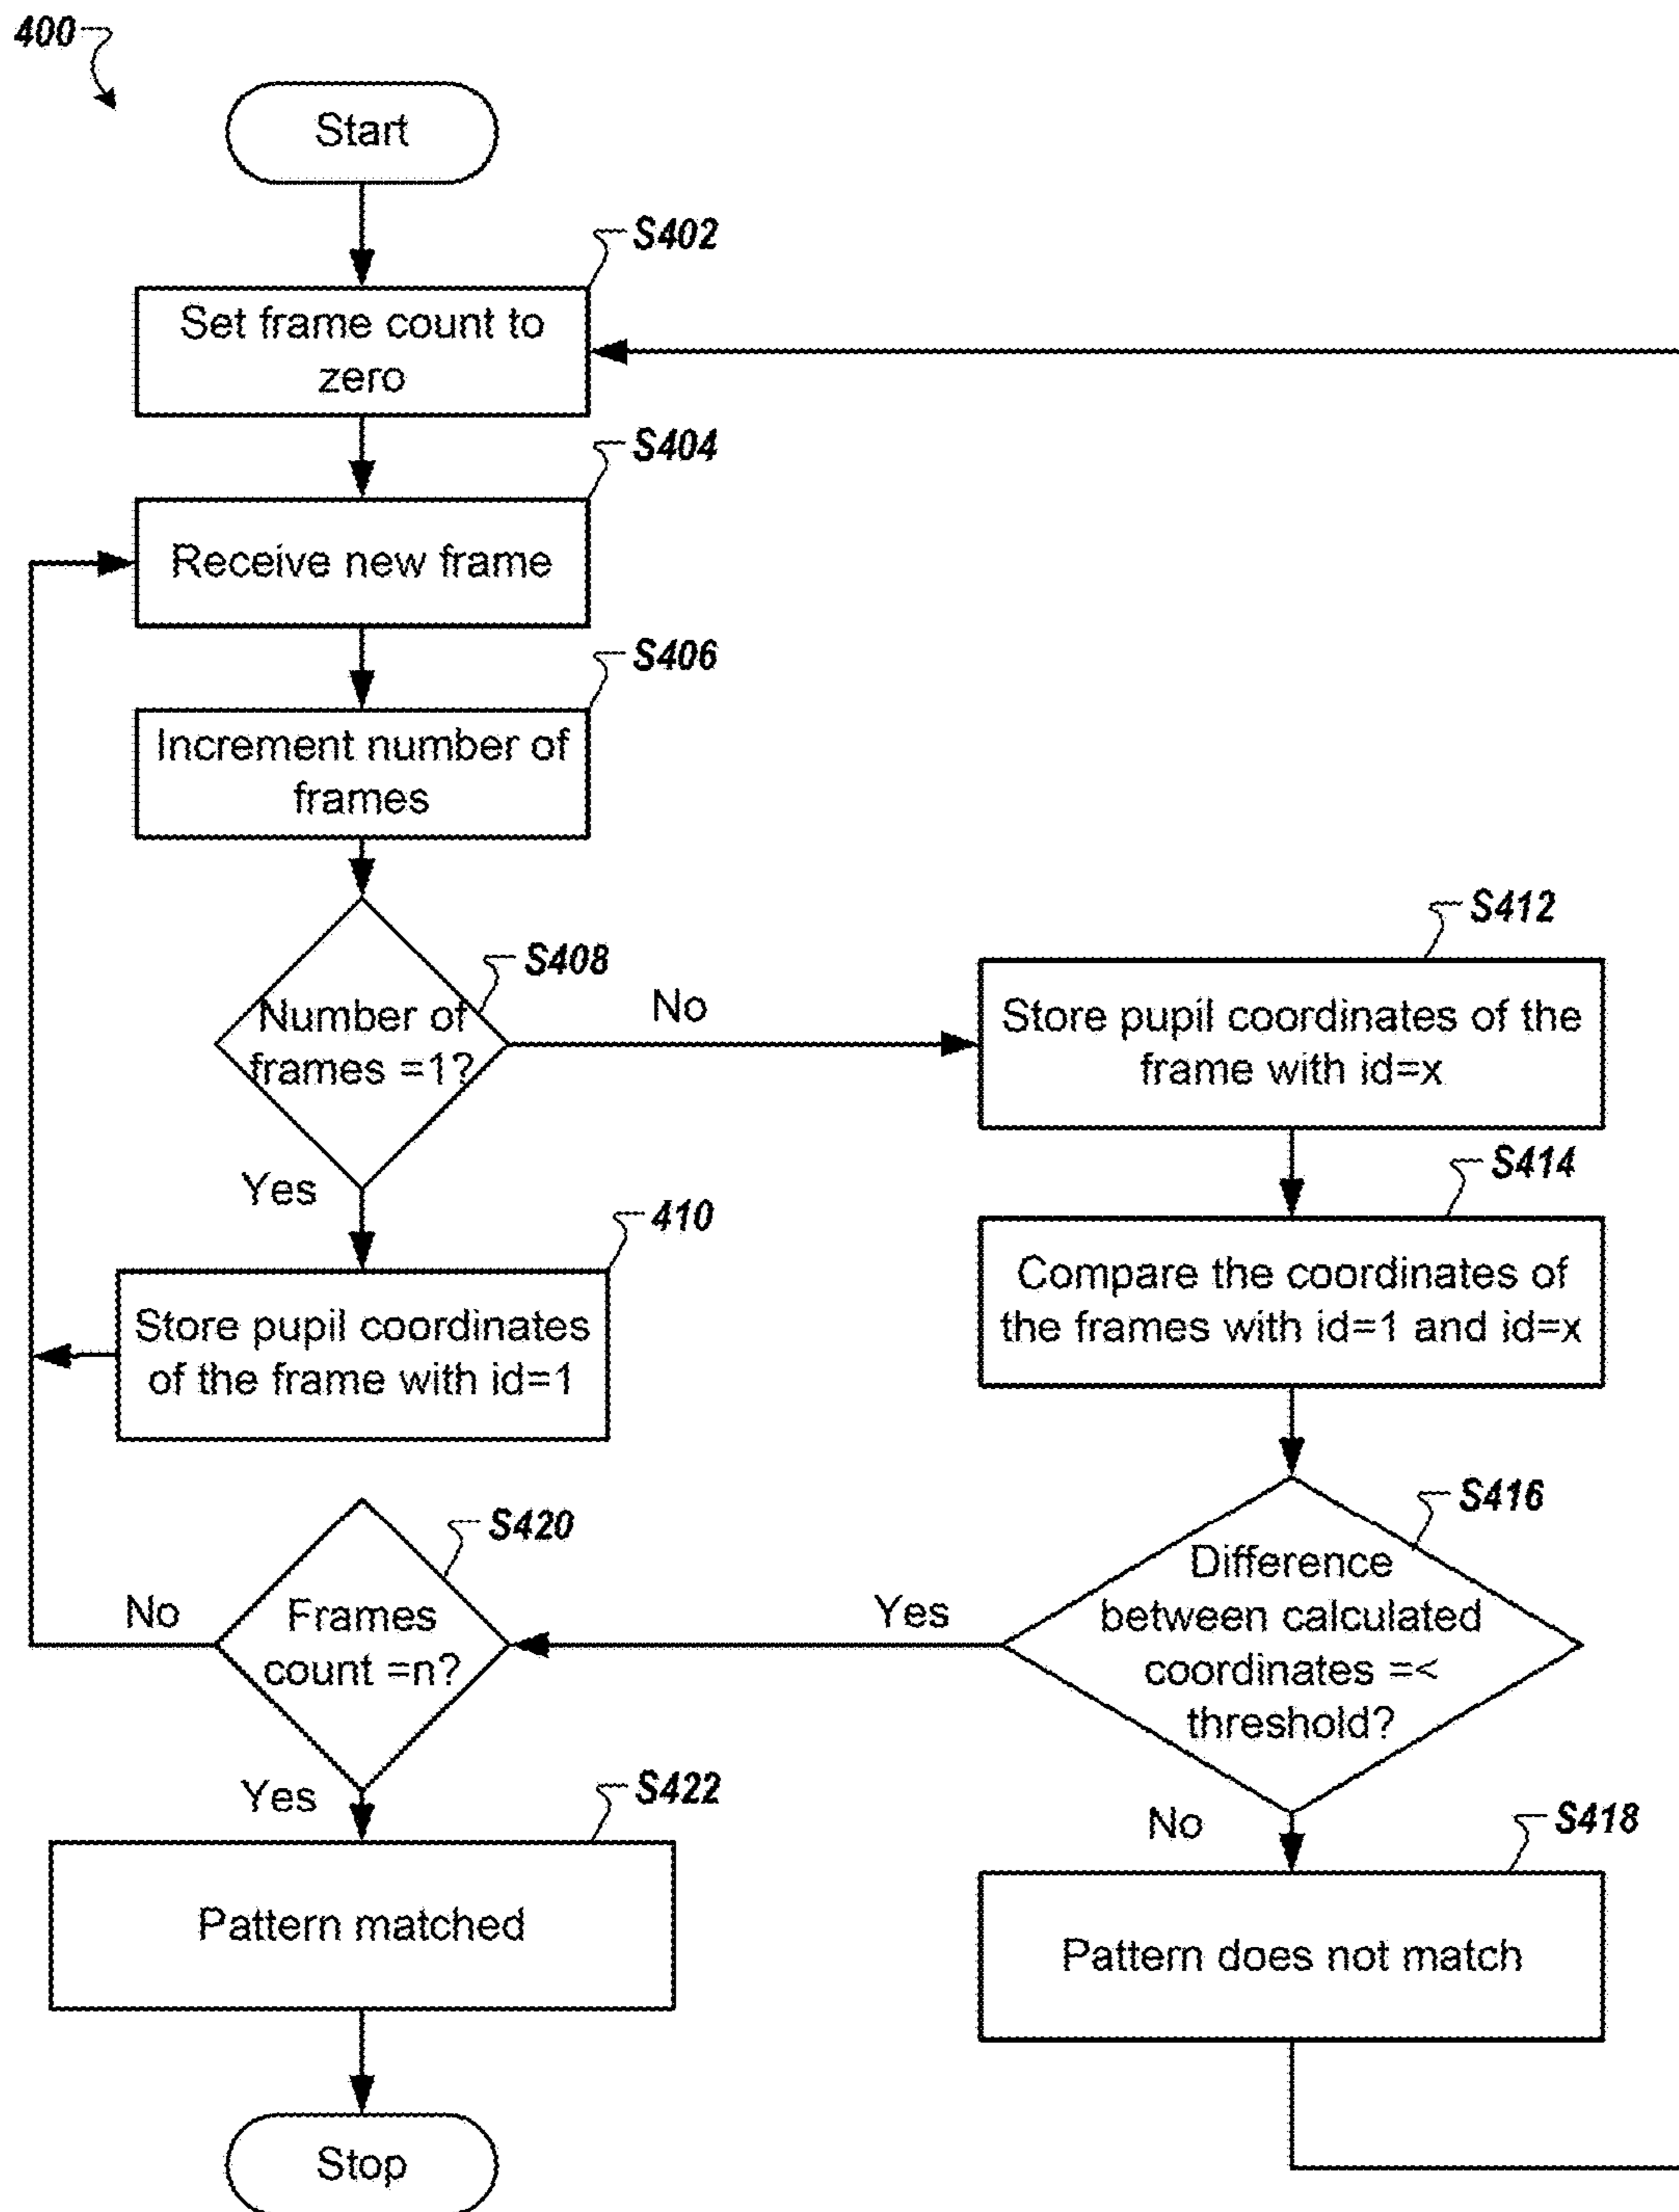 400
Start
S402
Set frame count to
zero
S404
Receive new frame
S406
Increment number of
frames
S408
Number of
frames =1?
No
Yes
410
Store pupil coordinates
of the frame with id=1
S412
Store pupil coordinates of the
frame with id=x
S414
Compare the coordinates of
the frames with id=1 and id=x
S416
Difference
between calculated
coordinates =<
threshold?
Yes
No
S418
Pattern does not match
S420
Frames
count =n?
No
Yes
S422
Pattern matched
Stop